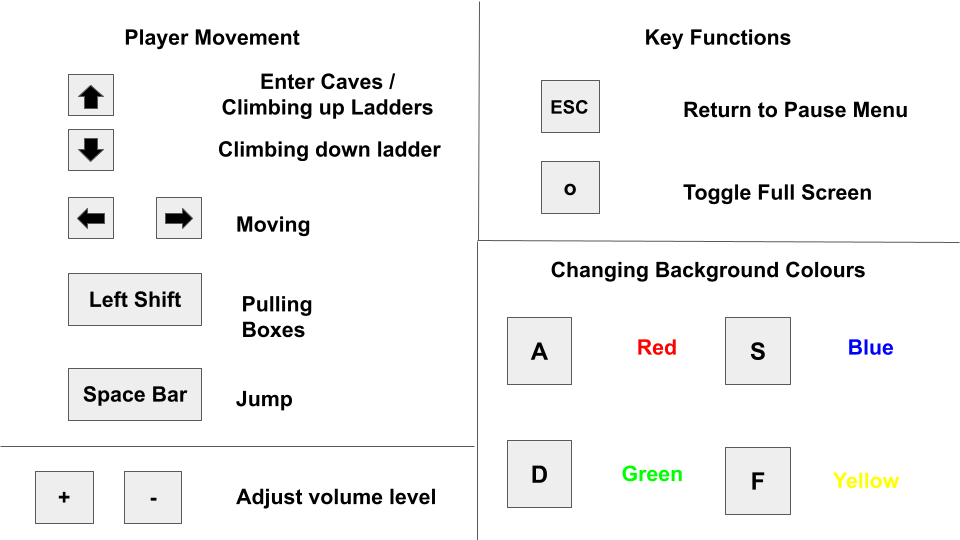 Player Movement
Enter Caves /
Climbing up Ladders
Climbing down ladder
Moving
Left Shift
Pulling
Boxes
Space Bar
Jump
+
-
Adjust volume level
Key Functions
ESC
Return to Pause Menu
o
Toggle Full Screen
Changing Background Colours
A
Red
S
Blue
D
Green
F
Yellow